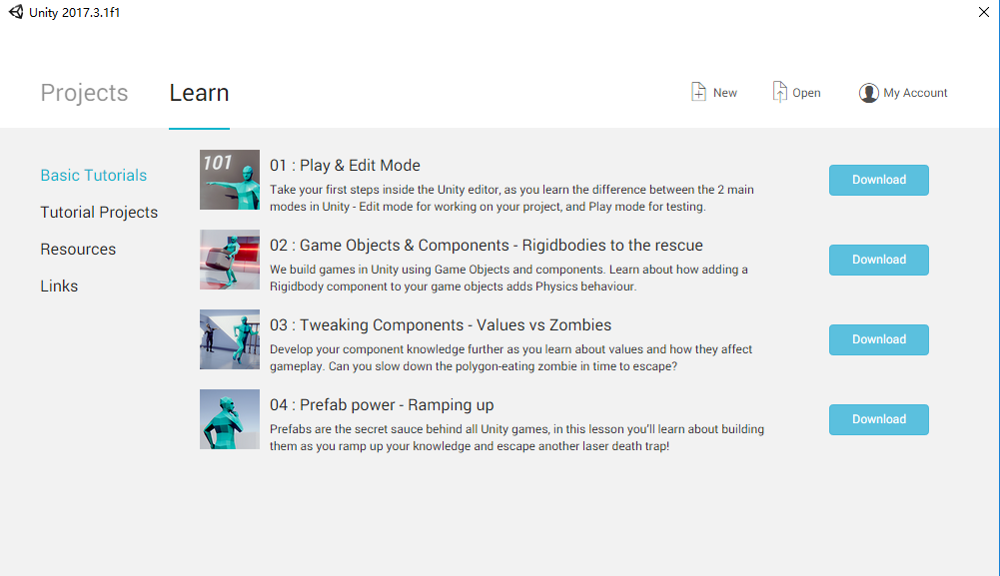 Unity 2017.3.1f1
Projects
Learn
New
Open
My Account
Basic Tutorials
Tutorial Projects
Resources
Links
101
01 : Play & Edit Mode
Take your first steps inside the Unity editor, as you learn the difference between the 2 main
modes in Unity - Edit mode for working on your project, and Play mode for testing.
Download
02 : Game Objects & Components - Rigidbodies to the rescue
We build games in Unity using Game Objects and components. Learn about how adding a
Rigidbody component to your game objects adds Physics behaviour.
Download
03 : Tweaking Components - Values vs Zombies
Develop your component knowledge further as you learn about values and how they affect
gameplay. Can you slow down the polygon-eating zombie in time to escape?
Download
04 : Prefab power - Ramping up
Prefabs are the secret sauce behind all Unity games, in this lesson you'll learn about building
them as you ramp up your knowledge and escape another laser death trap!
Download